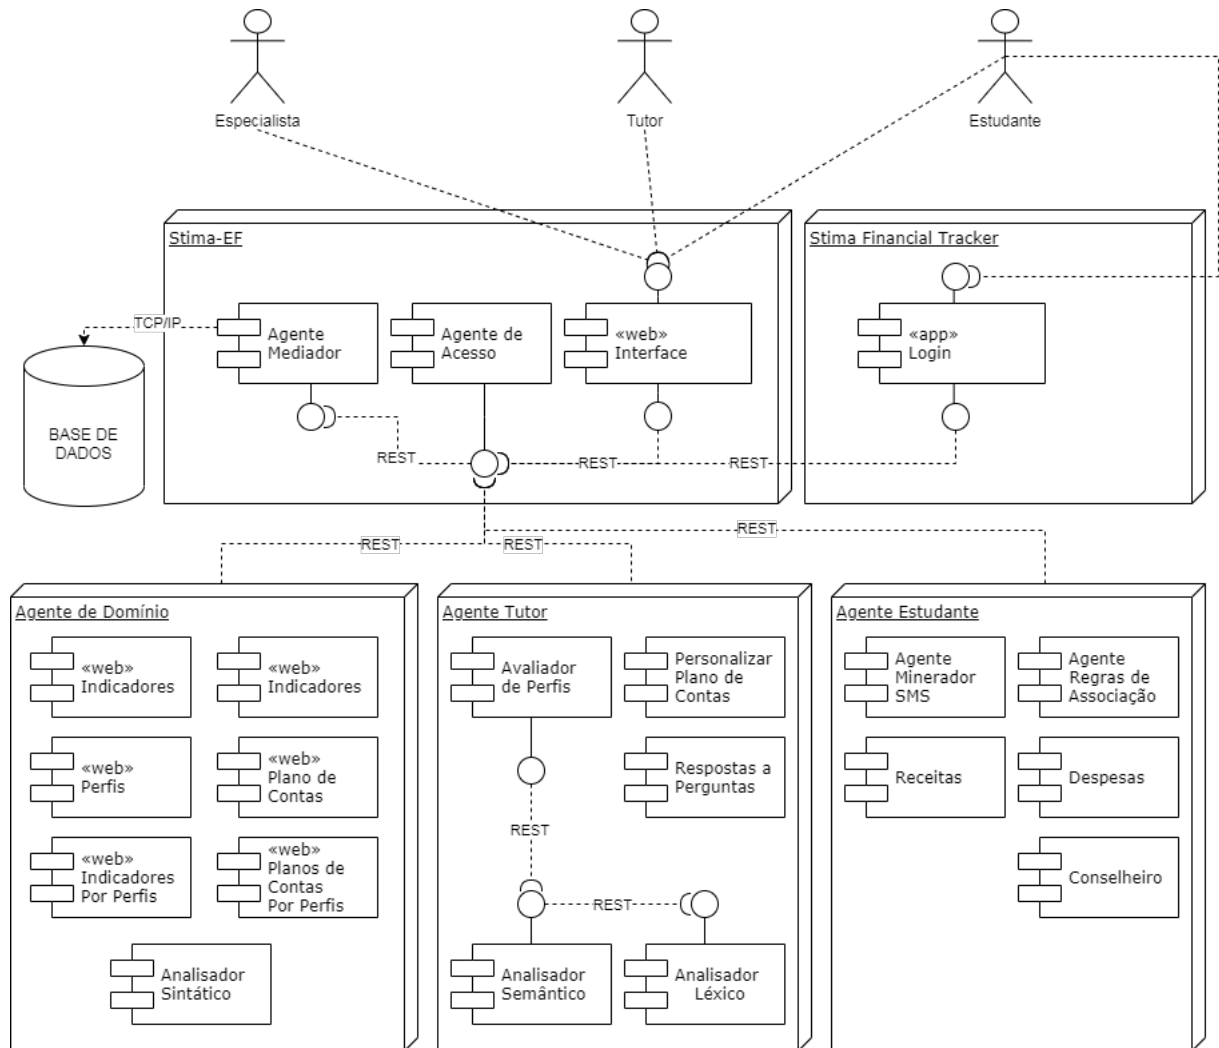 Especialista
Tutor
Estudante
Stima-EF
Stima Financial Tracker
TCP/IP
Agente
Mediador
Agente de
Acesso
«web»
Interface
«app»
Login
BASE DE
DADOS
REST
REST
REST
REST
REST
REST
Agente de Domínio
«web»
Indicadores
«web»
Indicadores
«web»
Perfis
«web»
Plano de
Contas
«web»
Indicadores
Por Perfis
«web»
Planos de
Contas
Por Perfis
Analisador
Sintático
Agente Tutor
Avaliador
de Perfis
Personalizar
Plano de
Contas
Respostas a
Perguntas
REST
REST
Analisador
Semântico
Analisador
Léxico
Agente Estudante
Agente
Minerador
SMS
Agente
Regras de
Associação
Receitas
Despesas
Conselheiro